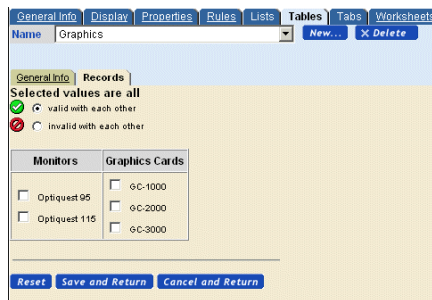 General Info Display Properties Rules Lists Tables Tabs Worksheets
Name Graphics New... X Delete
General Info Records
Selected values are all
valid with each other
invalid with each other
Monitors Graphics Cards
Optiquest 95
Optiquest 115
GC-1000
GC-2000
GC-3000
Reset Save and Return Cancel and Return